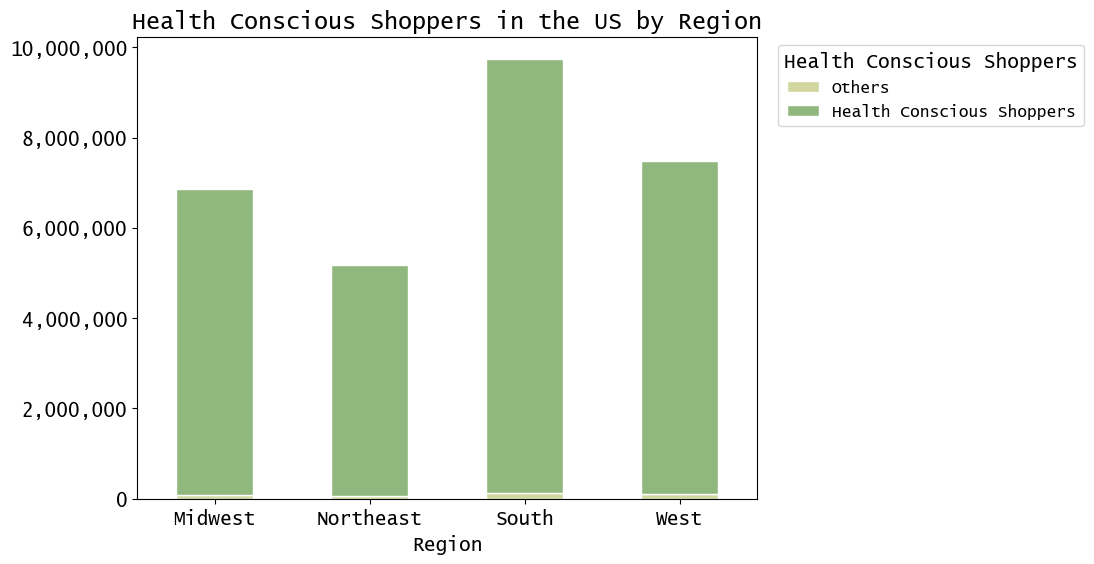 Health Conscious Shoppers in the US by Region
10,000,000
8,000,000
6,000,000
4,000,000
2,000,000
0
Midwest Northeast South West
Region
Health Conscious Shoppers
Others
Health Conscious Shoppers